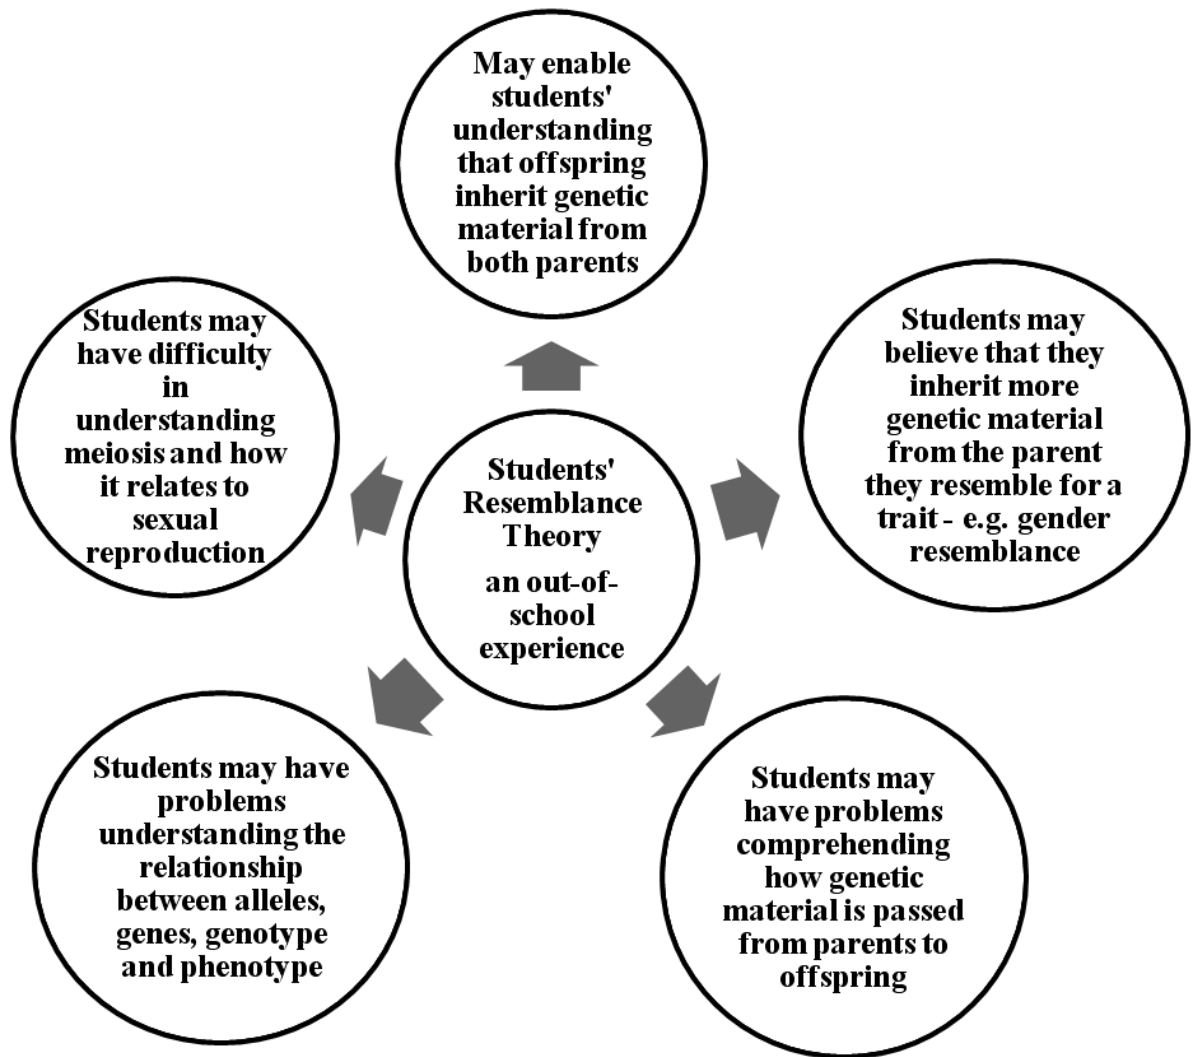 May enable
students'
understanding
that offspring
inherit genetic
material from
both parents
Students may
have difficulty
in
understanding
meiosis and how
it relates to
sexual
reproduction
Students may
believe that they
inherit more
genetic material
from the parent
they resemble for a
trait - e.g. gender
resemblance
Students'
Resemblance
Theory
an out-of-
school
experience
Students may have
problems
understanding the
relationship
between alleles,
genes, genotype
and phenotype
Students may
have problems
comprehending
how genetic
material is passed
from parents to
offspring